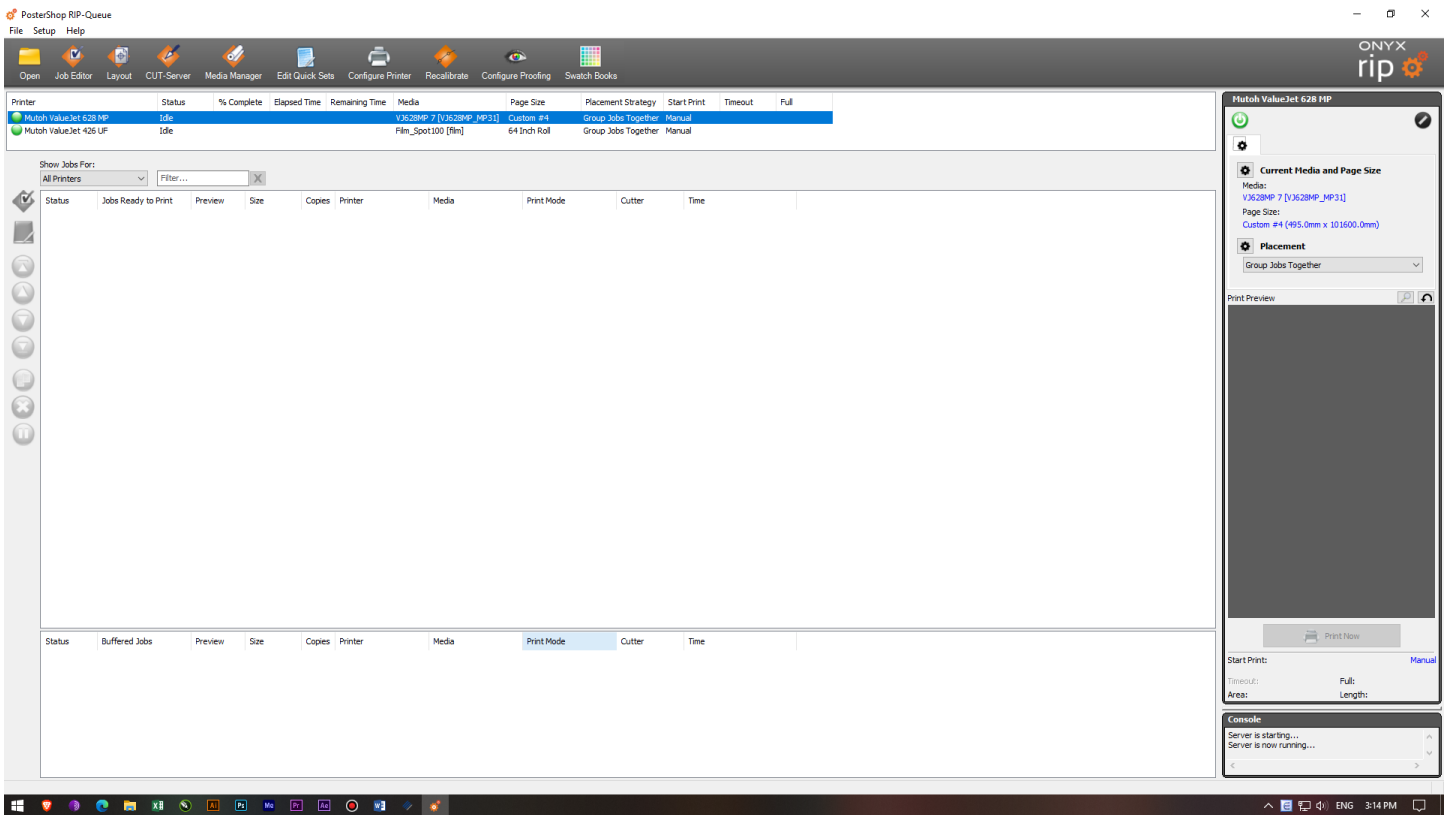 PosterShop RIP-Queue
File Setup Help
Open Job Editor Layout CUT-Server Media Manager Edit Quick Sets Configure Printer Recalibrate Configure Proofing Swatch Books
ONYX
rip
Printer Status % Complete Elapsed Time Remaining Time Media Page Size Placement Strategy Start Print Timeout Full
Mutoh ValueJet 628 MP Idle VJ628MP 7 [VJ628MP_MP31] Custom #4 Group Jobs Together Manual
Mutoh ValueJet 426 UF Idle Film_Spot100 [film] 64 Inch Roll Group Jobs Together Manual
Show Jobs For:
All Printers Filter... X
Status Jobs Ready to Print Preview Size Copies Printer Media Print Mode Cutter Time
Status Buffered Jobs Preview Size Copies Printer Media Print Mode Cutter Time
Mutoh ValueJet 628 MP
Current Media and Page Size
Media:
VJ628MP 7 [VJ628MP_MP31]
Page Size:
Custom #4 (495.0mm x 101600.0mm)
Placement
Group Jobs Together
Print Preview
Print Now
Start Print: Manual
Timeout: Full:
Area: Length:
Console
Server is starting...
Server is now running...
Ai Ps Mu Pr Ae
ENG 3:14 PM